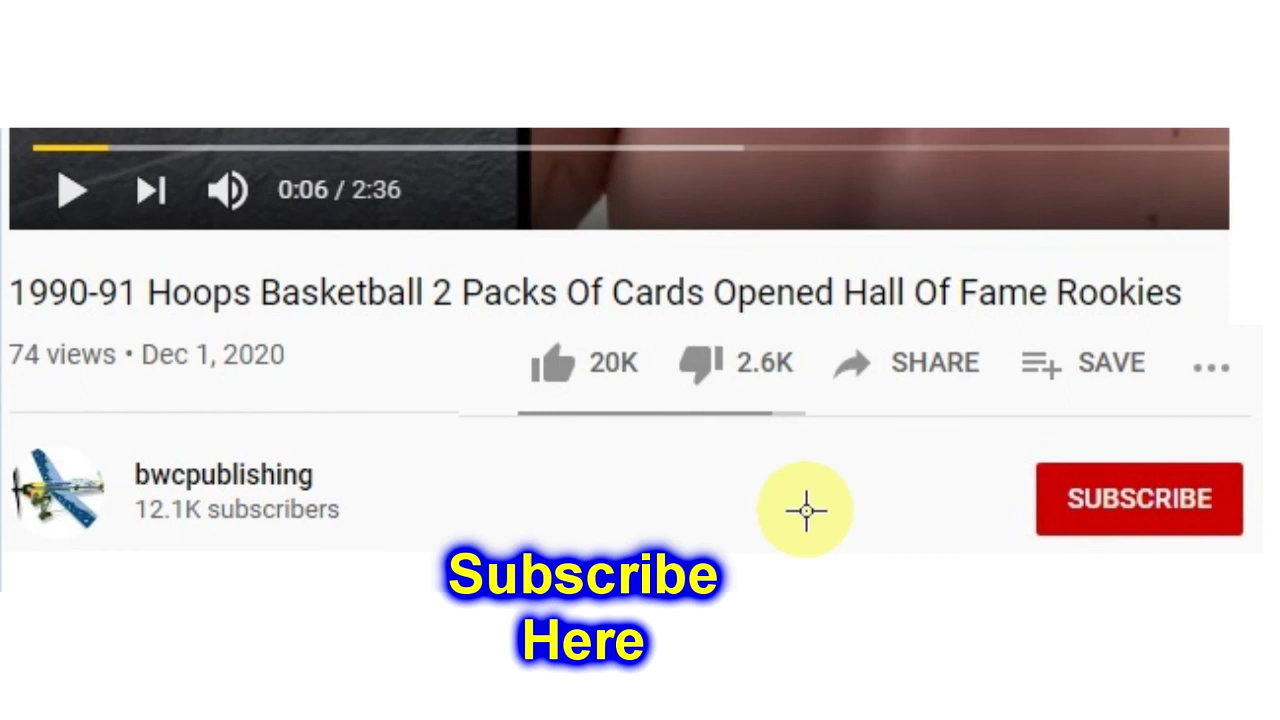 0:06 / 2:36
1990-91 Hoops Basketball 2 Packs Of Cards Opened Hall Of Fame Rookies
74 views • Dec 1, 2020
20K 2.6K SHARE SAVE
bwcpublishing
12.1K subscribers
SUBSCRIBE
Subscribe
Here